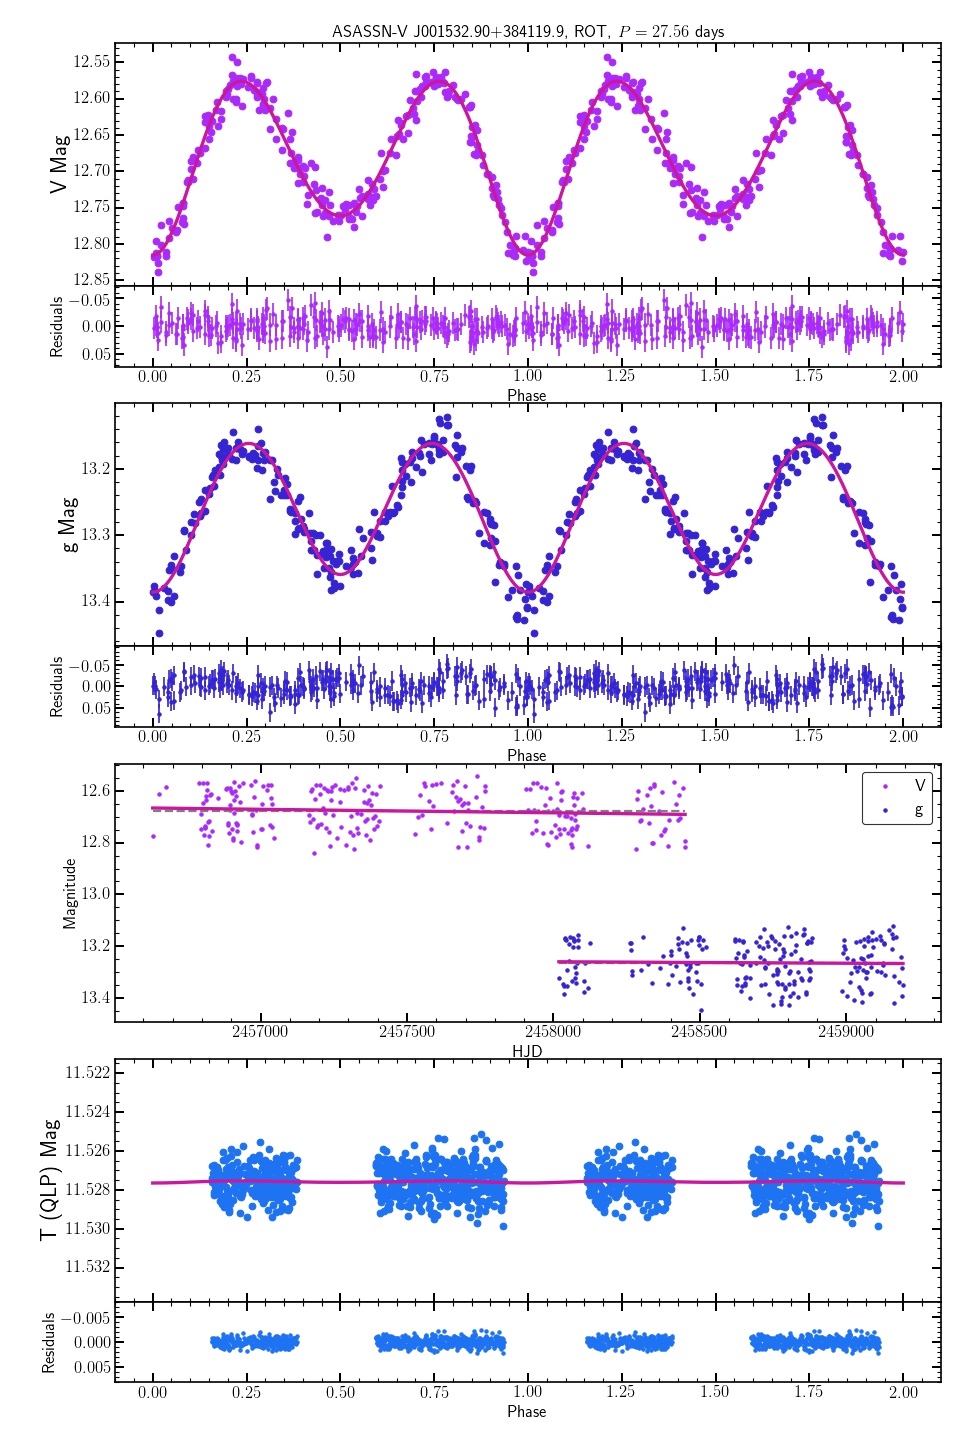 ASASSN-V J001532.90+384119.9, ROT, P = 27.56 days
V Mag
12.55
12.60
12.65
12.70
12.75
12.80
12.85
Residuals
−0.05
0.00
0.05
0.00 0.25 0.50 0.75 1.00 1.25 1.50 1.75 2.00
Phase
g Mag
13.2
13.3
13.4
Residuals
−0.05
0.00
0.05
0.00 0.25 0.50 0.75 1.00 1.25 1.50 1.75 2.00
Phase
Magnitude
12.6
12.8
13.0
13.2
13.4
V
g
2457000 2457500 2458000 2458500 2459000
HJD
T (QLP) Mag
11.522
11.524
11.526
11.528
11.530
11.532
Residuals
−0.005
0.000
0.005
0.00 0.25 0.50 0.75 1.00 1.25 1.50 1.75 2.00
Phase